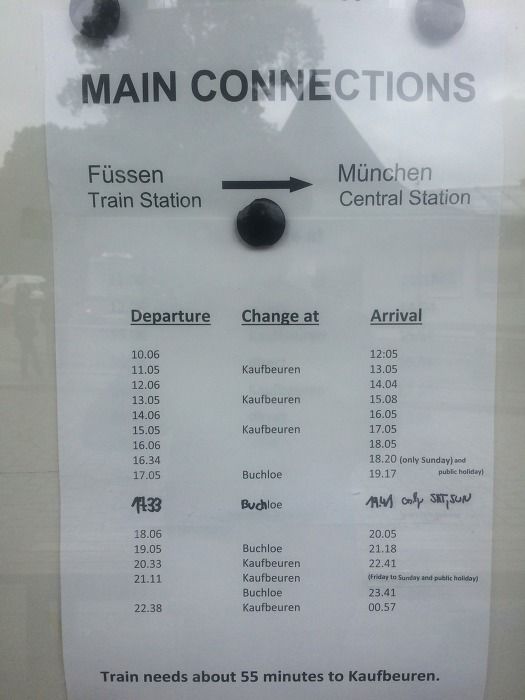 MAIN CONNECTIONS
Füssen München
Train Station Central Station
Departure Change at Arrival
10.06 12:05
11.05 Kaufbeuren 13.05
12.06 14.04
13.05 Kaufbeuren 15.08
14.06 16.05
15.05 Kaufbeuren 17.05
16.06 18.05
16.34 18.20 (only Sunday) and
17.05 Buchloe 19.17 public holiday)
17.33 Buchloe 19.41 only SAT, SUN
18.06 20.05
19.05 Buchloe 21.18
20.33 Kaufbeuren 22.41
21.11 Kaufbeuren (Friday to Sunday and public holiday)
Buchloe 23.41
22.38 Kaufbeuren 00.57
Train needs about 55 minutes to Kaufbeuren.